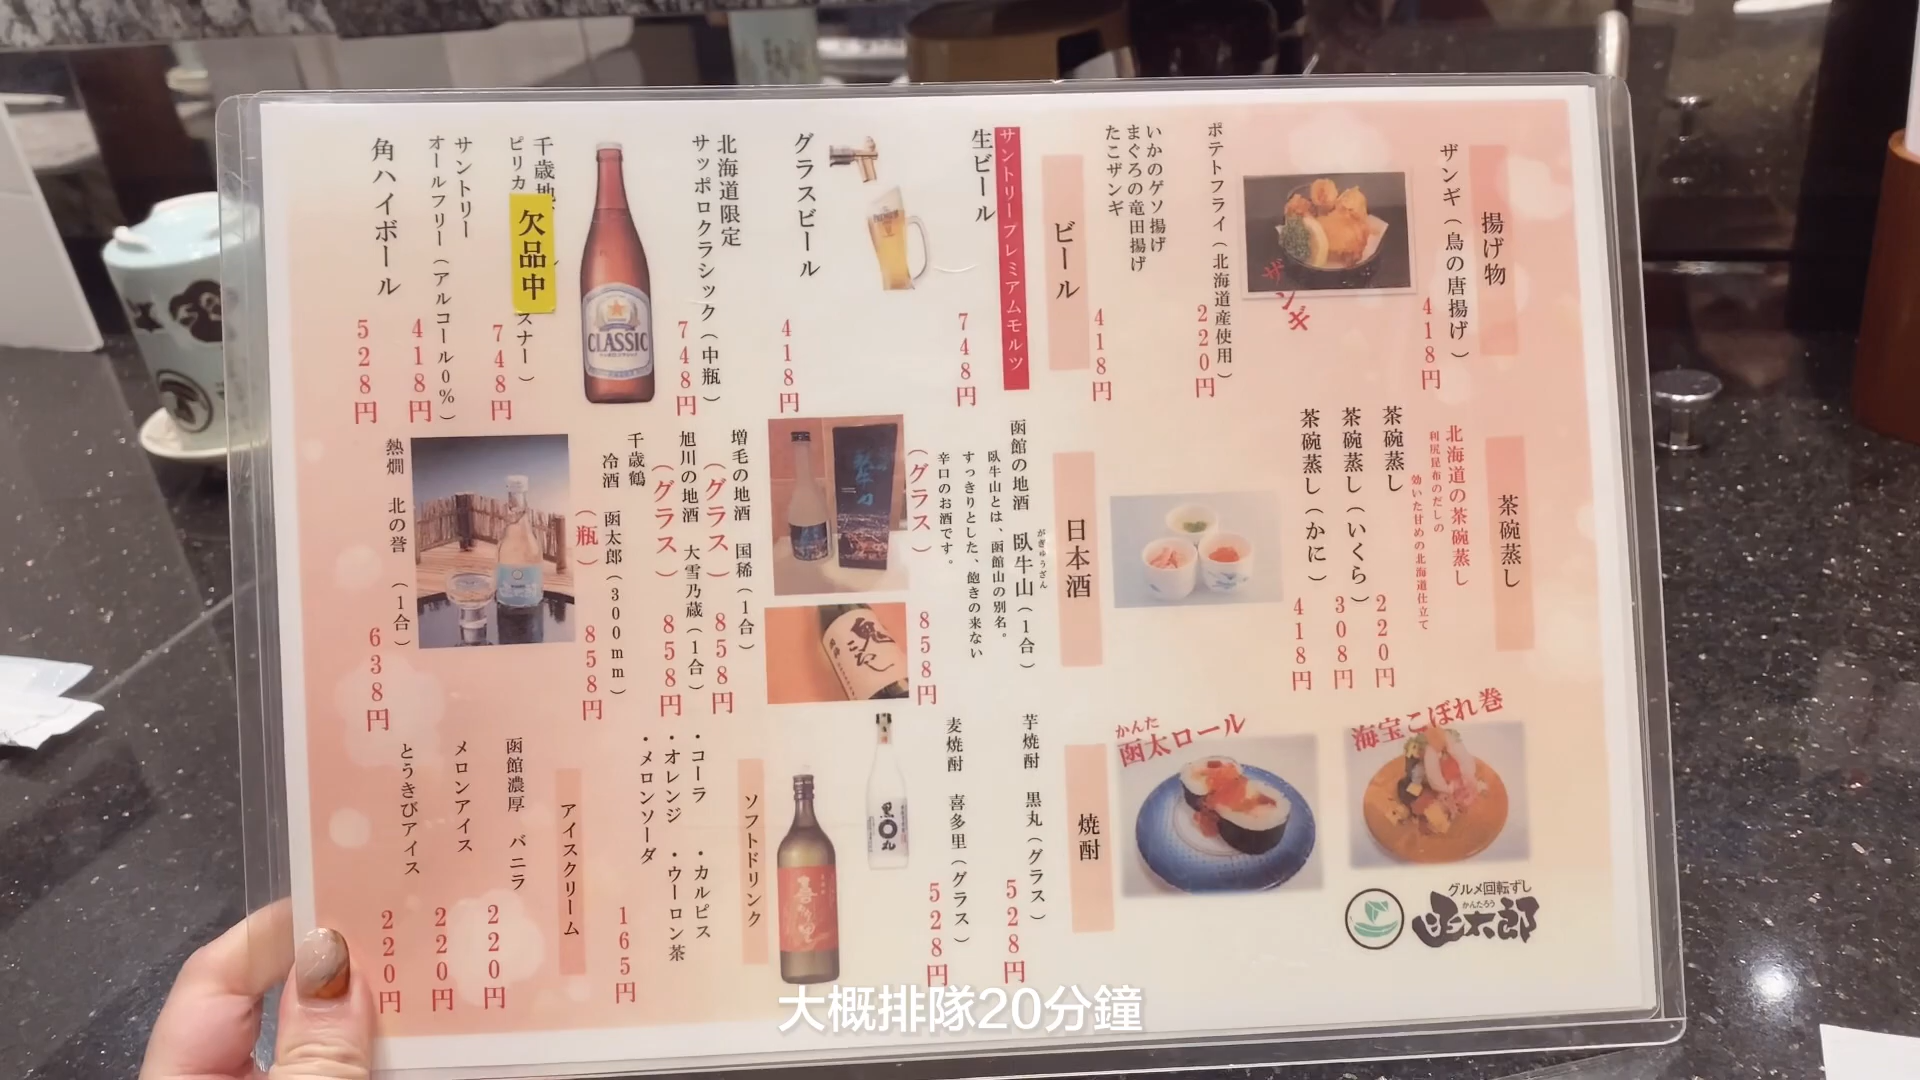 揚げ物
ザンギ（鳥の唐揚げ）
418円
ザンギ
ポテトフライ（北海道産使用）
220円
いかのゲソ揚げ
まぐろの竜田揚げ
たこザンギ
418円
ビール
サントリープレミアムモルツ
生ビール
748円
グラスビール
418円
北海道限定
サッポロクラシック（中瓶）
748円
CLASSIC
千歳地
ピリカ
欠品中
スナー）
748円
サントリー
オールフリー（アルコール0%）
418円
角ハイボール
528円
茶碗蒸し
北海道の茶碗蒸し
利尻昆布のだしの
効いた甘めの北海道仕立て
茶碗蒸し
220円
茶碗蒸し（いくら）
308円
茶碗蒸し（かに）
418円
日本酒
函館の地酒 臥牛山（1合）
がぎゅうざん
臥牛山とは、函館山の別名。
すっきりとした、飽きの来ない
辛口のお酒です。
（グラス）
858円
増毛の地酒 国稀（1合）
（グラス）
858円
旭川の地酒 大雪乃蔵（1合）
（グラス）
858円
千歳鶴
冷酒 函太郎（300mm）
（瓶）
858円
熱燗 北の誉（1合）
638円
海宝こぼれ巻
かんた
函太ロール
グルメ回転ずし
かんたろう
函太郎
焼酎
芋焼酎 黒丸（グラス）
528円
麦焼酎 喜多里（グラス）
528円
黒丸
喜多里
ソフトドリンク
・コーラ ・カルピス
・オレンジ ・ウーロン茶
・メロンソーダ
165円
アイスクリーム
函館濃厚 バニラ
220円
メロンアイス
220円
とうきびアイス
220円
大概排隊20分鐘